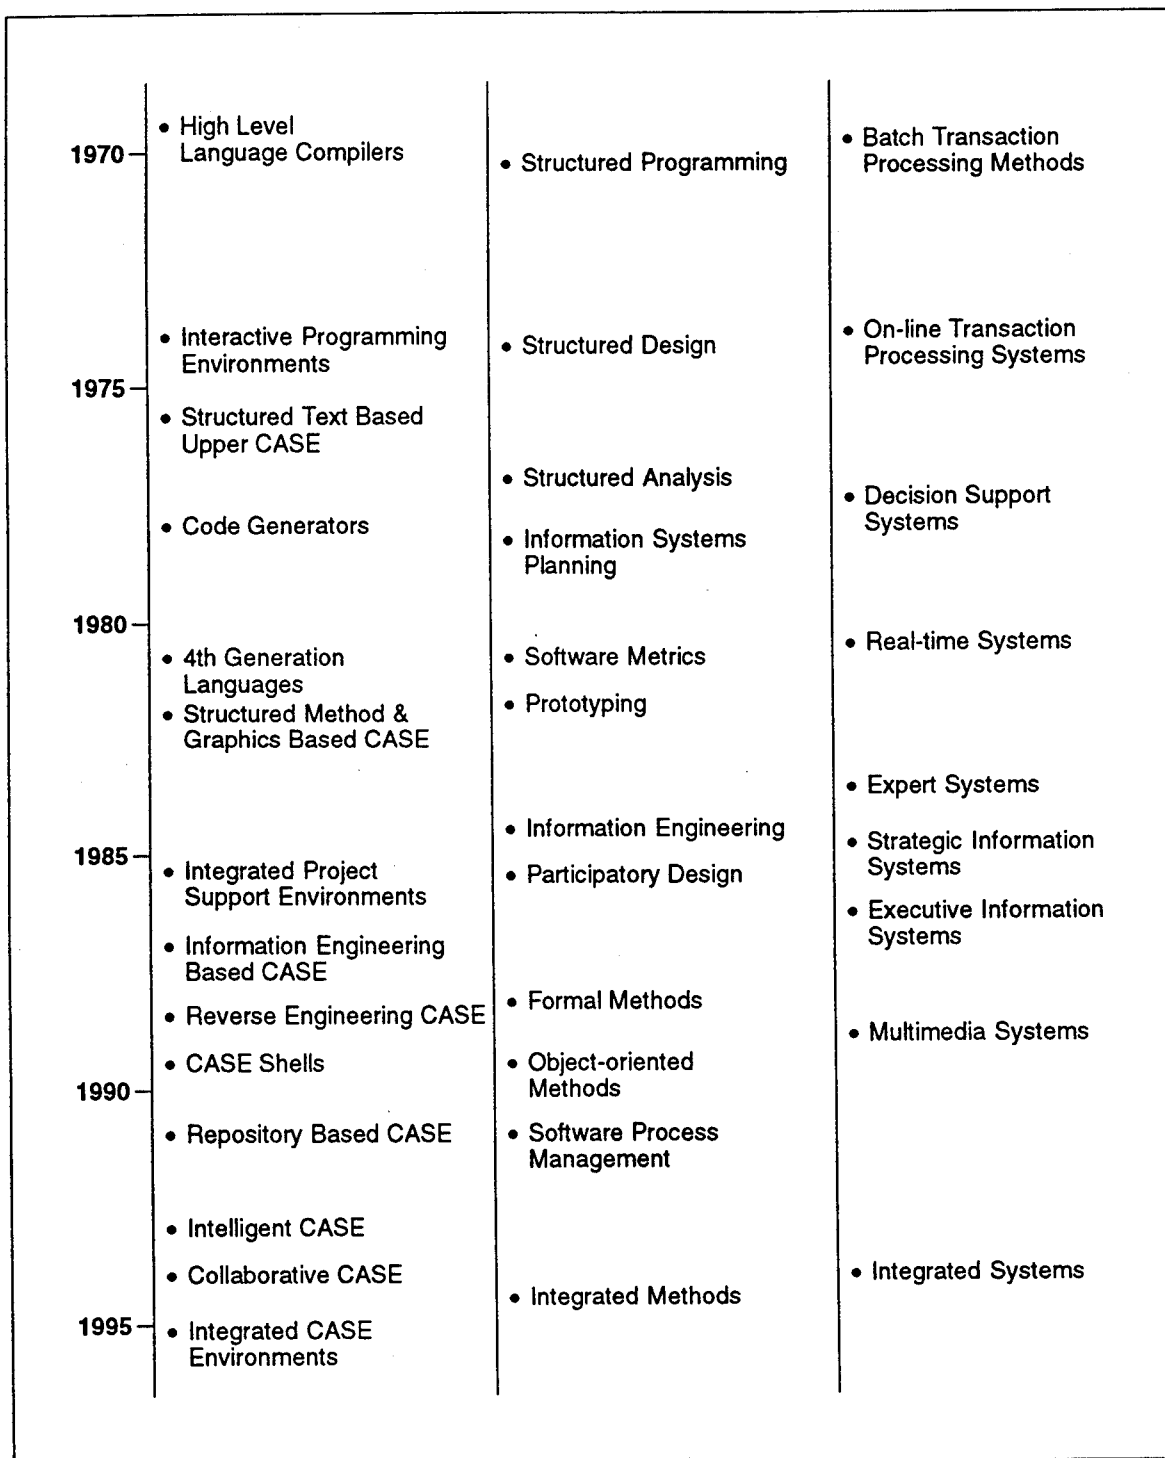 1970
1975
1980
1985
1990
1995
• High Level
Language Compilers
• Interactive Programming
Environments
• Structured Text Based
Upper CASE
• Code Generators
• 4th Generation
Languages
• Structured Method &
Graphics Based CASE
• Integrated Project
Support Environments
• Information Engineering
Based CASE
• Reverse Engineering CASE
• CASE Shells
• Repository Based CASE
• Intelligent CASE
• Collaborative CASE
• Integrated CASE
Environments
• Structured Programming
• Structured Design
• Structured Analysis
• Information Systems
Planning
• Software Metrics
• Prototyping
• Information Engineering
• Participatory Design
• Formal Methods
• Object-oriented
Methods
• Software Process
Management
• Integrated Methods
• Batch Transaction
Processing Methods
• On-line Transaction
Processing Systems
• Decision Support
Systems
• Real-time Systems
• Expert Systems
• Strategic Information
Systems
• Executive Information
Systems
• Multimedia Systems
• Integrated Systems